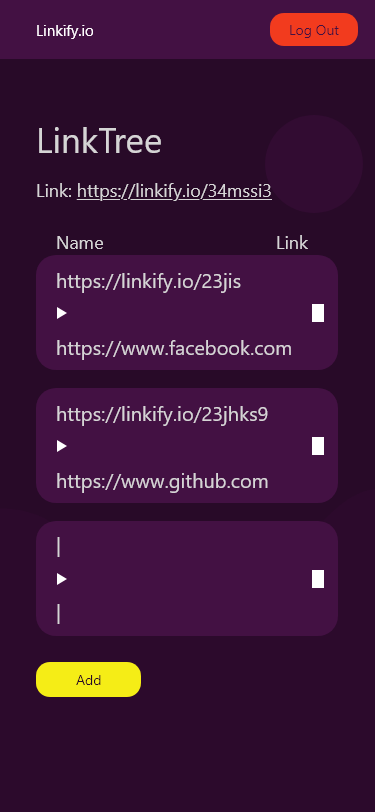 Linkify.io
Log Out
LinkTree
Link: https://linkify.io/34mssi3
Name Link
https://linkify.io/23jis
https://www.facebook.com
https://linkify.io/23jhks9
https://www.github.com
|
|
Add